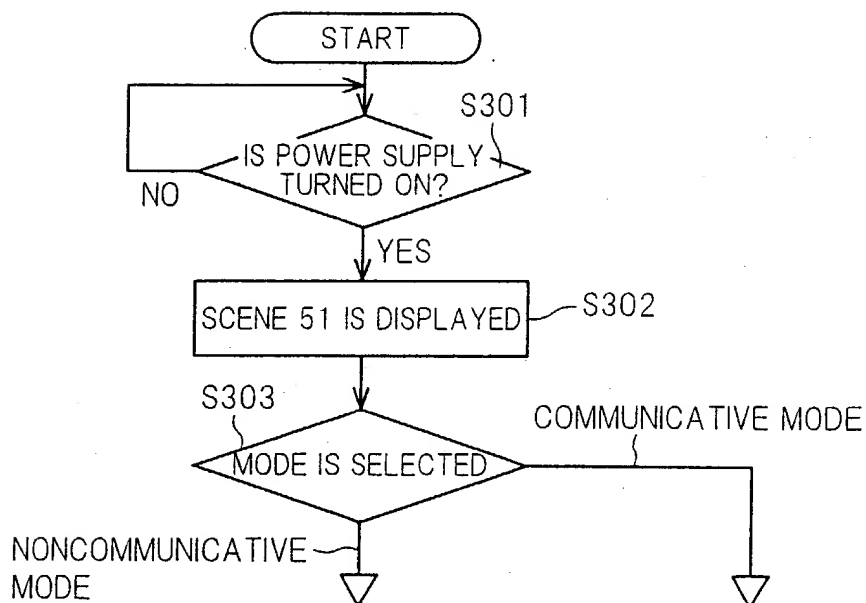 START
S301
IS POWER SUPPLY
TURNED ON?
NO
YES
SCENE 51 IS DISPLAYED
S302
S303
COMMUNICATIVE MODE
MODE IS SELECTED
NONCOMMUNICATIVE
MODE